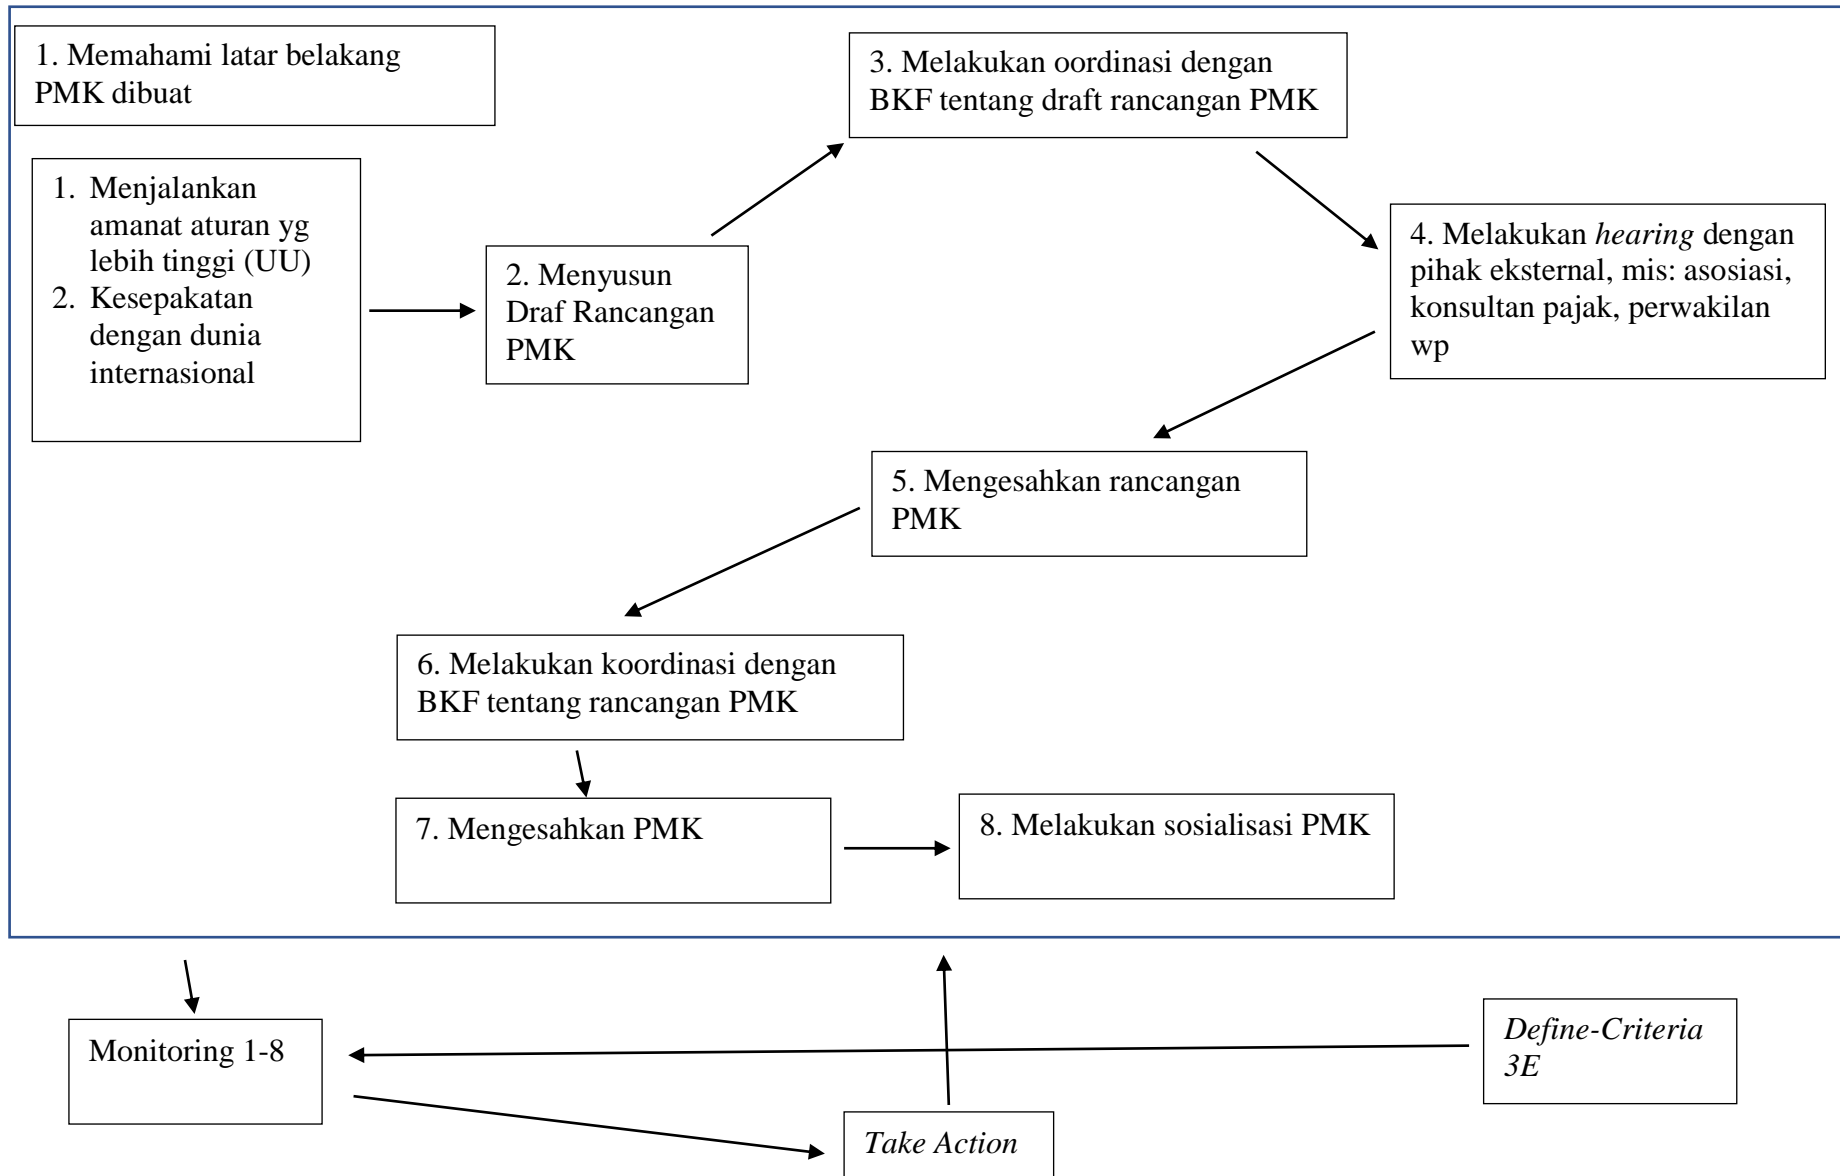 1. Memahami latar belakang
PMK dibuat
1. Menjalankan
amanat aturan yg
lebih tinggi (UU)
2. Kesepakatan
dengan dunia
internasional
2. Menyusun
Draf Rancangan
PMK
3. Melakukan oordinasi dengan
BKF tentang draft rancangan PMK
4. Melakukan hearing dengan
pihak eksternal, mis: asosiasi,
konsultan pajak, perwakilan
wp
5. Mengesahkan rancangan
PMK
6. Melakukan koordinasi dengan
BKF tentang rancangan PMK
7. Mengesahkan PMK
8. Melakukan sosialisasi PMK
Monitoring 1-8
Define-Criteria
3E
Take Action